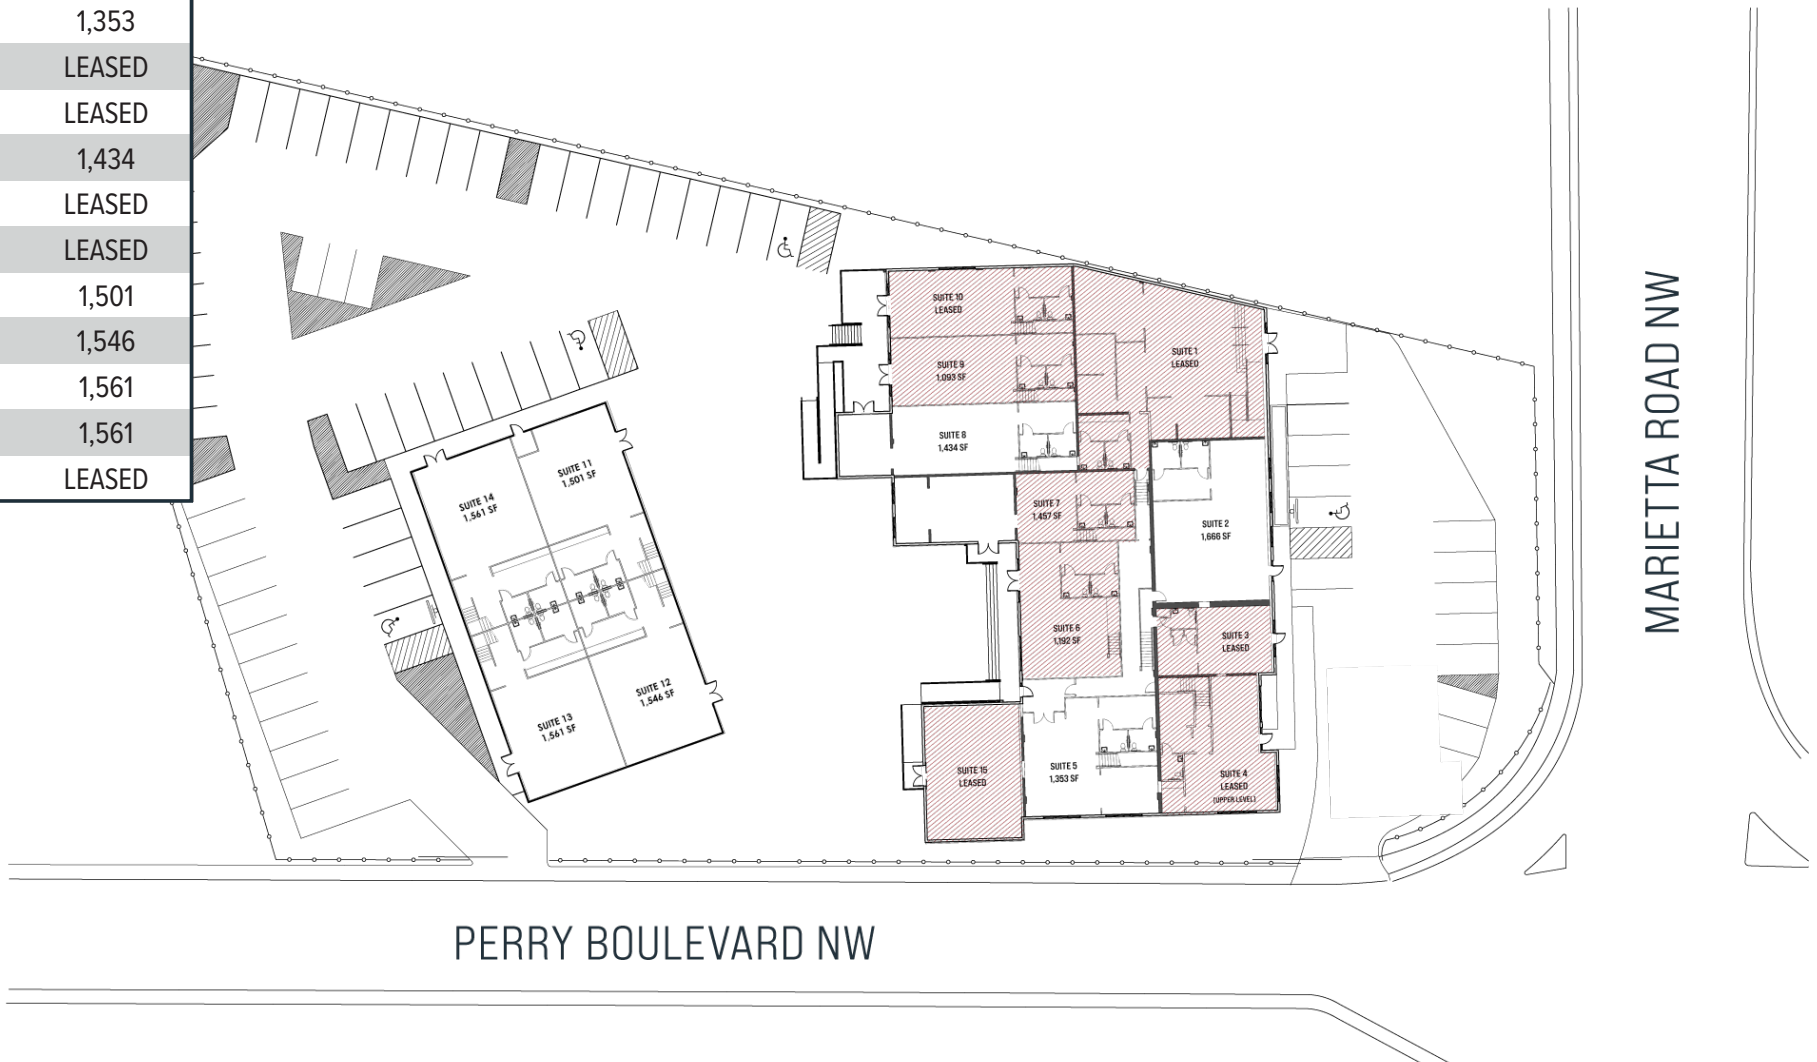 1,353
LEASED
LEASED
1,434
LEASED
LEASED
1,501
1,546
1,561
1,561
LEASED
SUITE 10
LEASED
SUITE 9
1.093 SF
SUITE 1
LEASED
SUITE 8
1,434 SF
SUITE 11
1,501 SF
SUITE 14
1,561 SF
SUITE 7
1.457 SF
SUITE 2
1,666 SF
SUITE 6
1,192 SF
SUITE 3
LEASED
SUITE 12
1,546 SF
SUITE 13
1,561 SF
SUITE 15
LEASED
SUITE 5
1,353 SF
SUITE 4
LEASED
(UPPER LEVEL)
MARIETTA ROAD NW
PERRY BOULEVARD NW